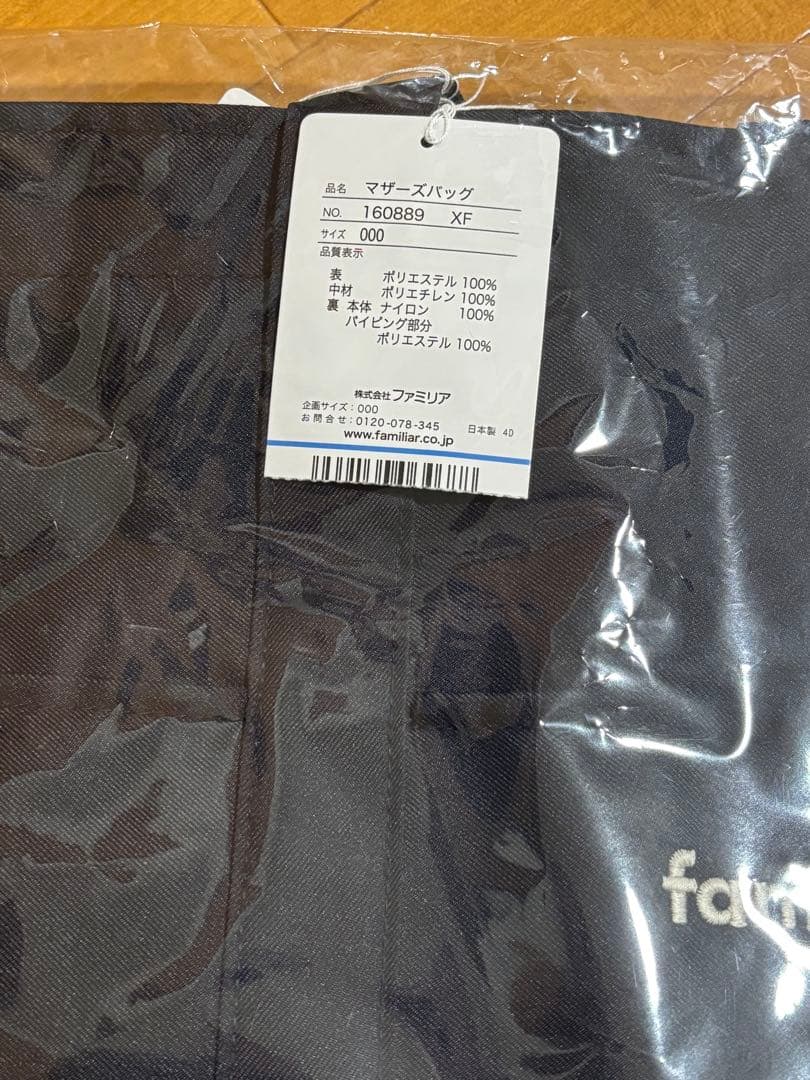 品名 マザーズバッグ
NO. 160889 XF
サイズ 000
品質表示
表 ポリエステル 100%
中材 ポリエチレン 100%
裏 本体 ナイロン 100%
パイピング部分
ポリエステル 100%
株式会社ファミリア
企画サイズ：000
お問合せ：0120-078-345 日本製 4D
www.familiar.co.jp
fam